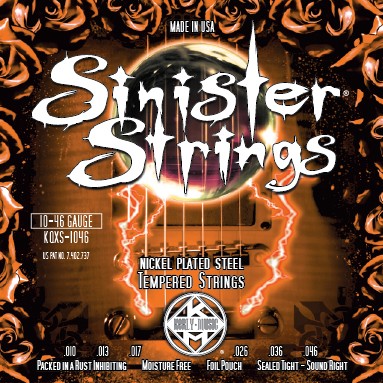 MADE IN USA
Sinister®
Strings
10-46 GAUGE
KQXS-1046
US PAT NO. 7,402,737
NICKEL PLATED STEEL
TEMPERED STRINGS
K
KERLY · MUSIC
M
.010 .013 .017 .026 .036 .046
PACKED IN A RUST INHIBITING MOISTURE FREE FOIL POUCH SEALED TIGHT - SOUND RIGHT